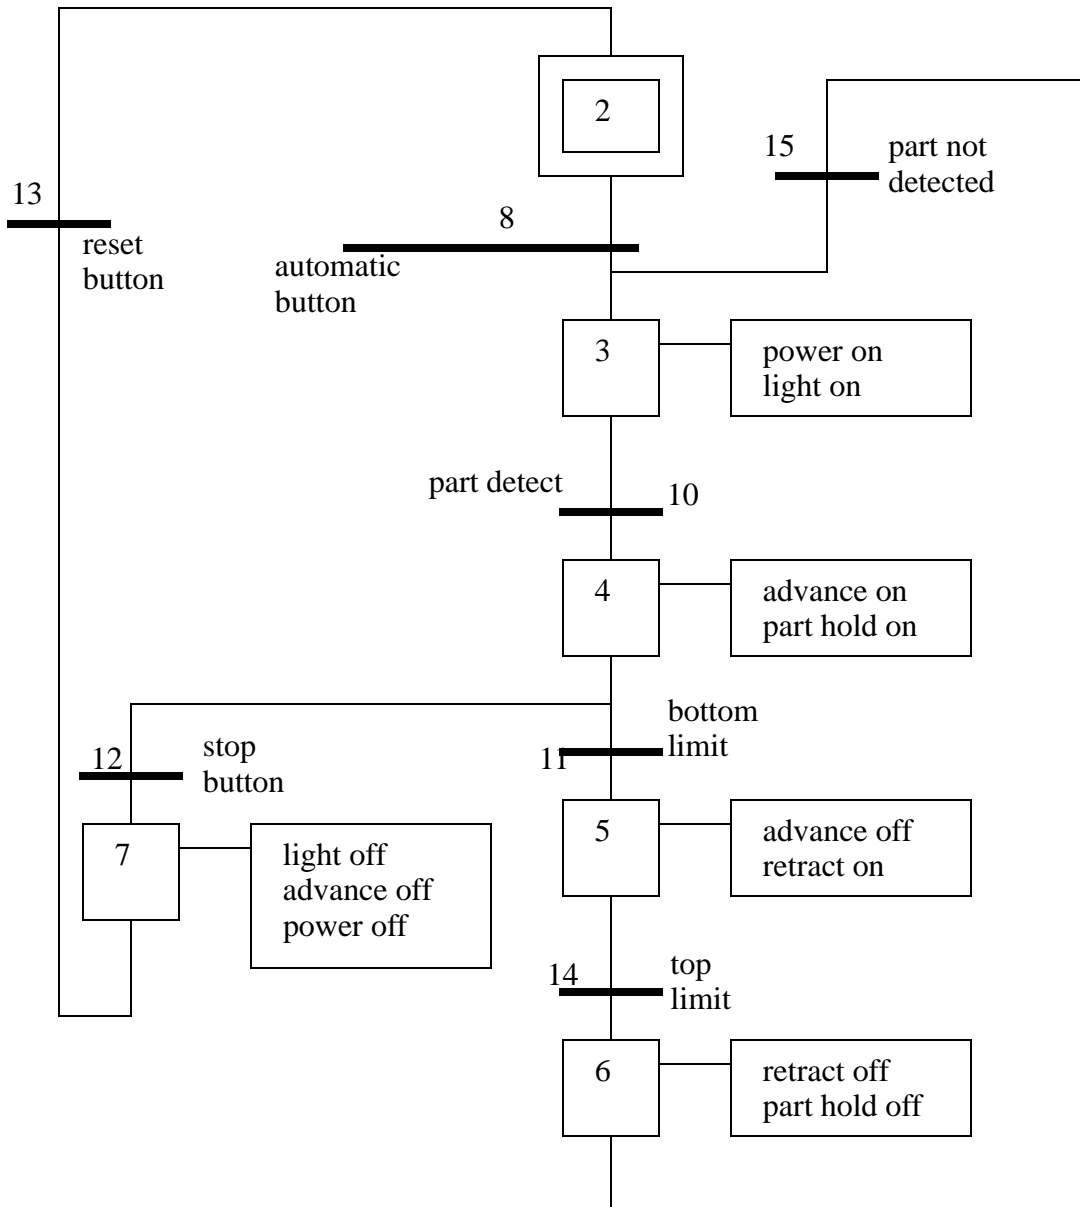 2
15
part not
detected
13
8
reset
button
automatic
button
3
power on
light on
part detect
10
4
advance on
part hold on
bottom
limit
12
stop
button
11
5
advance off
retract on
7
light off
advance off
power off
14
top
limit
6
retract off
part hold off